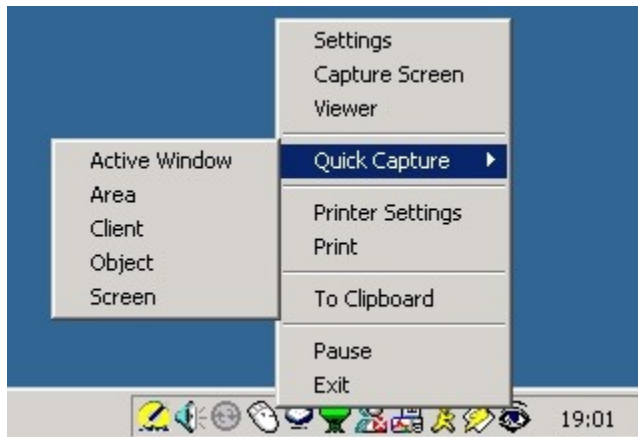 Settings
Capture Screen
Viewer
Quick Capture
Printer Settings
Print
To Clipboard
Pause
Exit
Active Window
Area
Client
Object
Screen
19:01